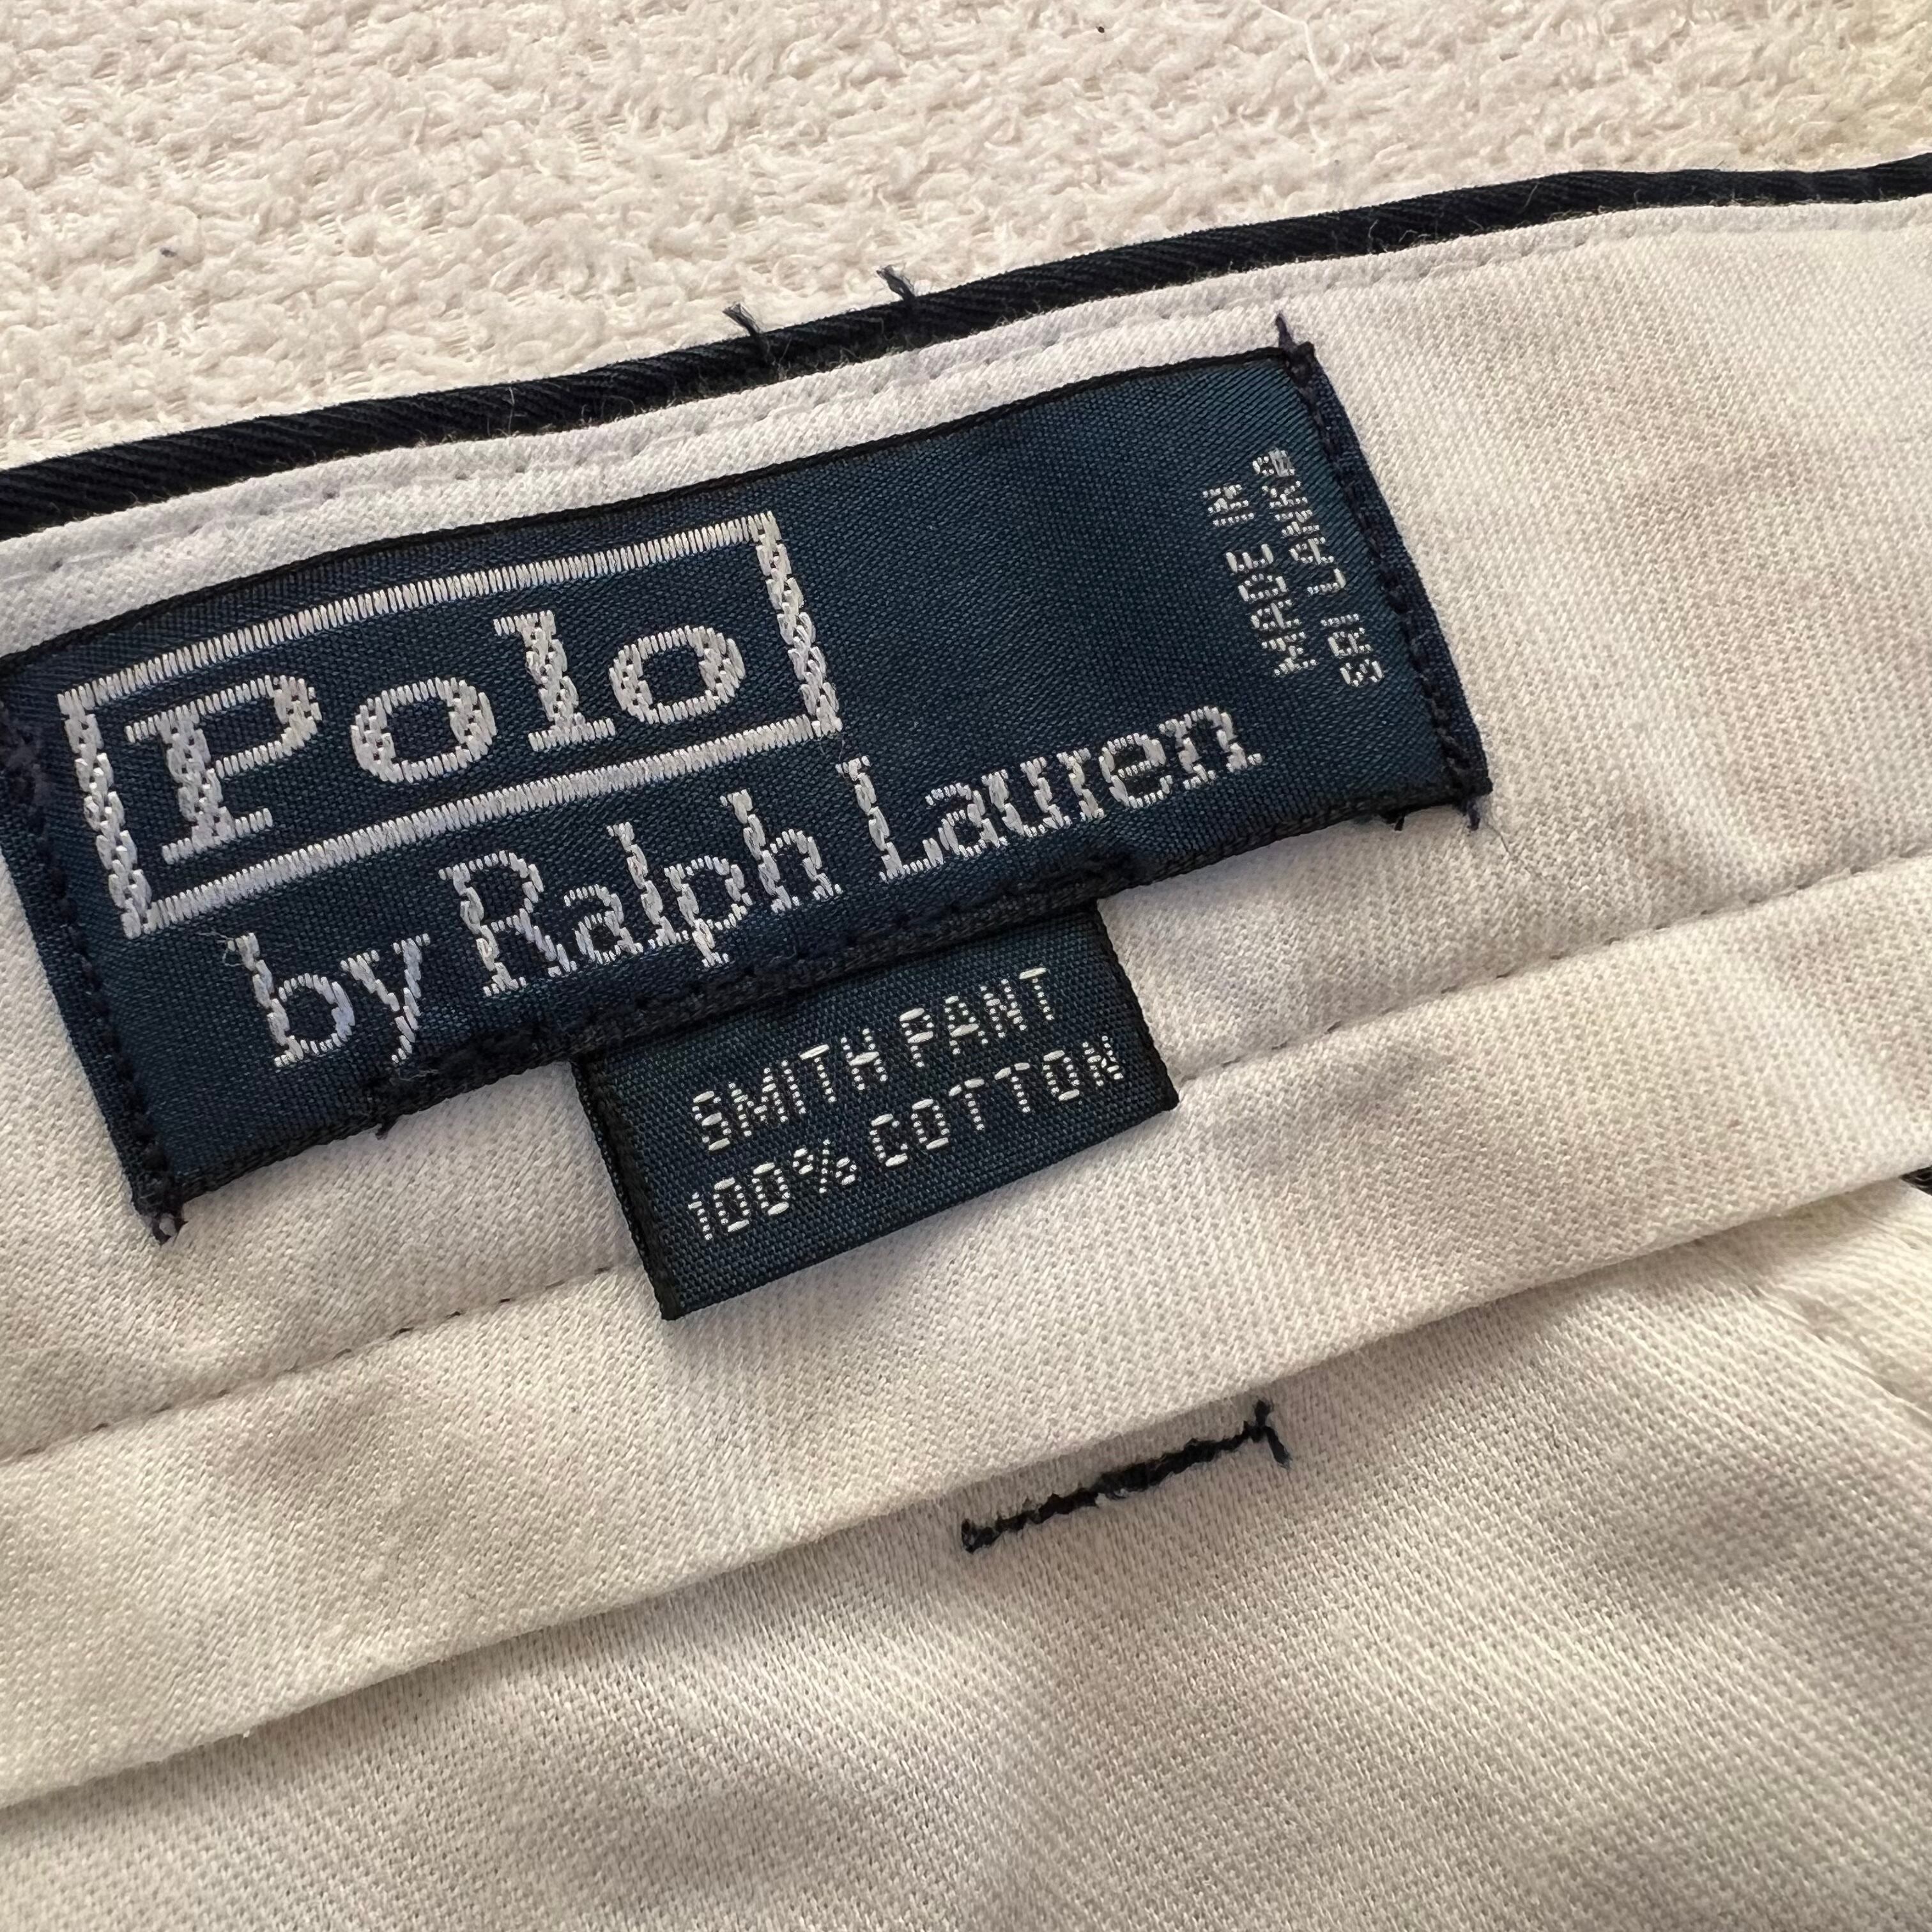 Polo
by Ralph Lauren
MADE IN
SRI LANKA
SMITH PANT
100% COTTON